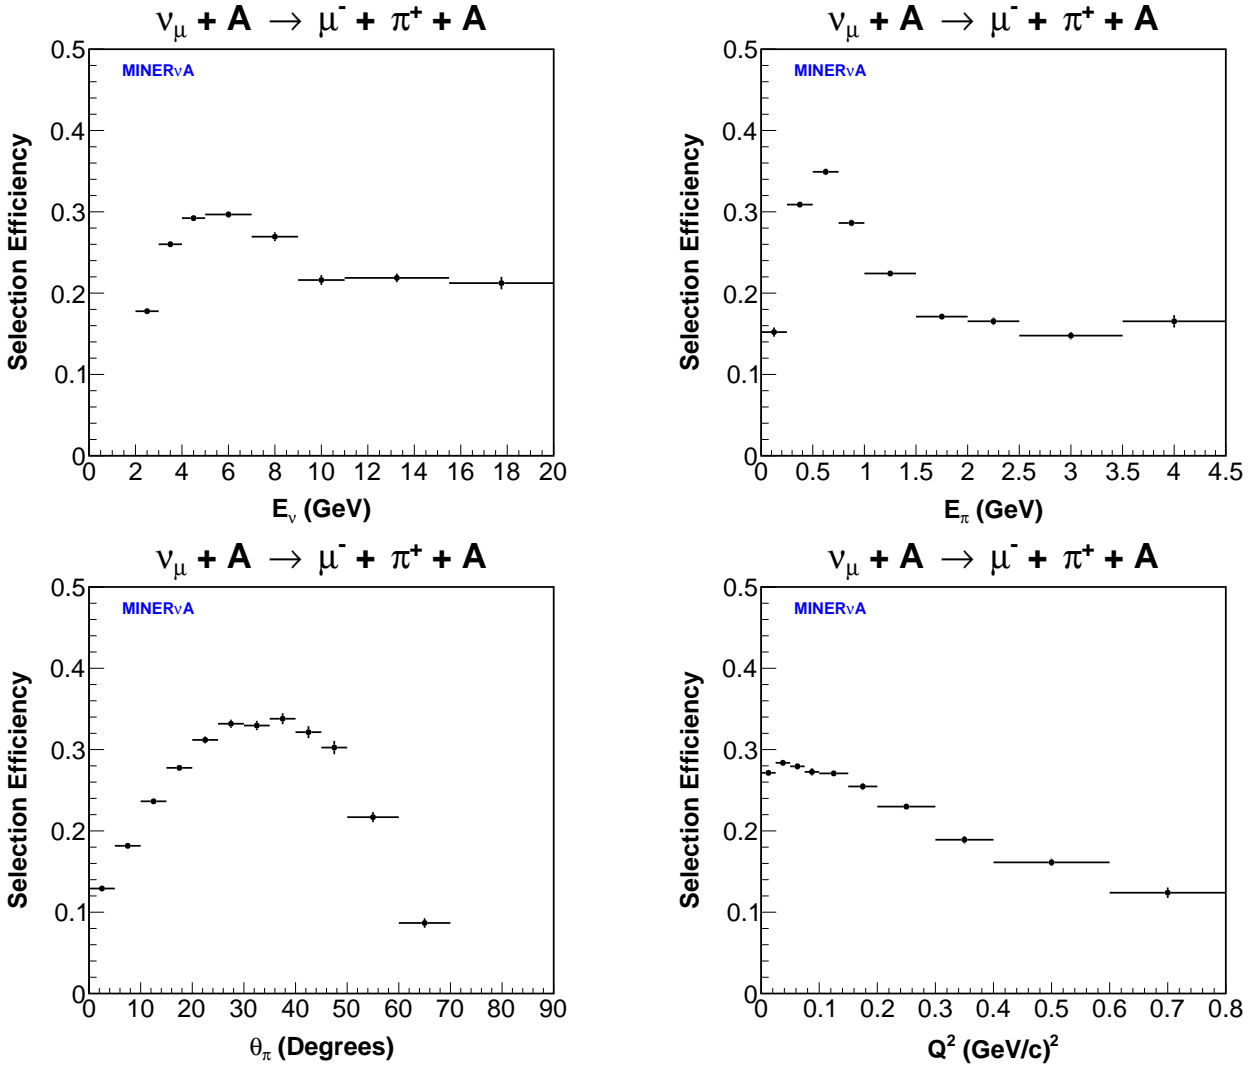 νμ + A → μ- + π+ + A
MINERνA
Selection Efficiency
0.5
0.4
0.3
0.2
0.1
0
0 2 4 6 8 10 12 14 16 18 20
Eν (GeV)
νμ + A → μ- + π+ + A
MINERνA
Selection Efficiency
0.5
0.4
0.3
0.2
0.1
0
0 0.5 1 1.5 2 2.5 3 3.5 4 4.5
Eπ (GeV)
νμ + A → μ- + π+ + A
MINERνA
Selection Efficiency
0.5
0.4
0.3
0.2
0.1
0
0 10 20 30 40 50 60 70 80 90
θπ (Degrees)
νμ + A → μ- + π+ + A
MINERνA
Selection Efficiency
0.5
0.4
0.3
0.2
0.1
0
0 0.1 0.2 0.3 0.4 0.5 0.6 0.7 0.8
Q² (GeV/c)²